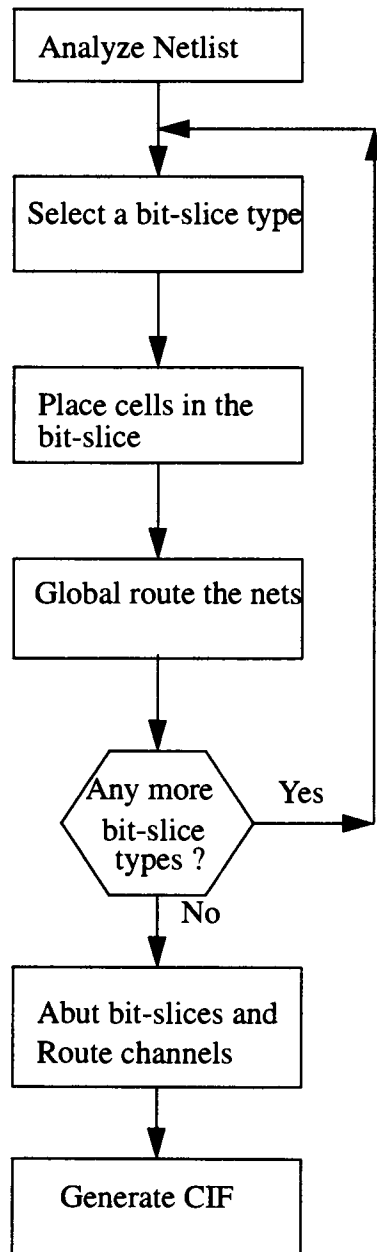 Analyze Netlist
Select a bit-slice type
Place cells in the
bit-slice
Global route the nets
Any more
bit-slice
types ?
Yes
No
Abut bit-slices and
Route channels
Generate CIF